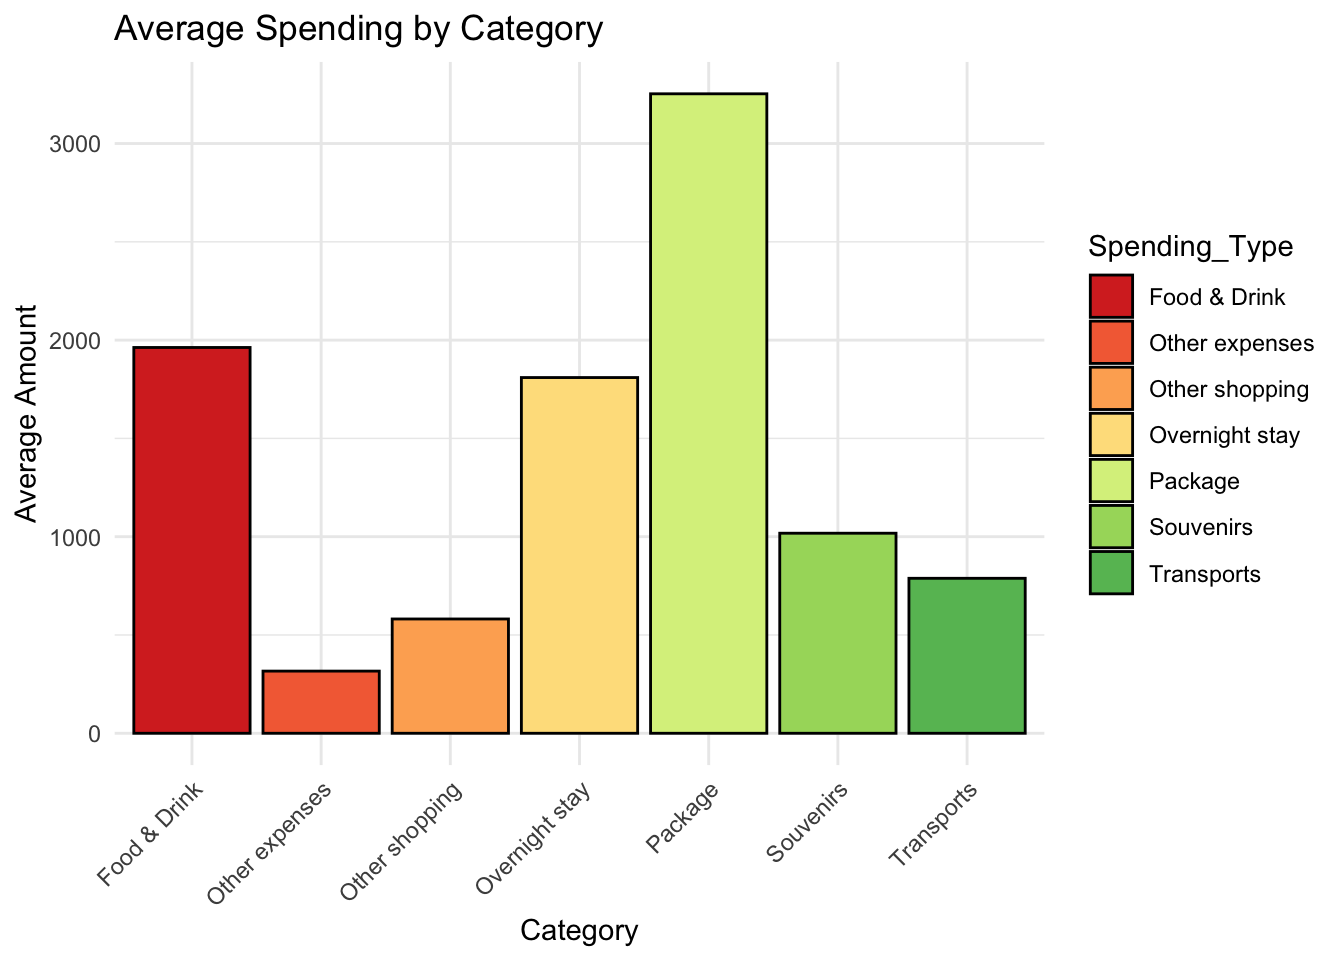 Average Spending by Category
Average Amount
3000
2000
1000
0
Food & Drink
Other expenses
Other shopping
Overnight stay
Package
Souvenirs
Transports
Category
Spending_Type
Food & Drink
Other expenses
Other shopping
Overnight stay
Package
Souvenirs
Transports